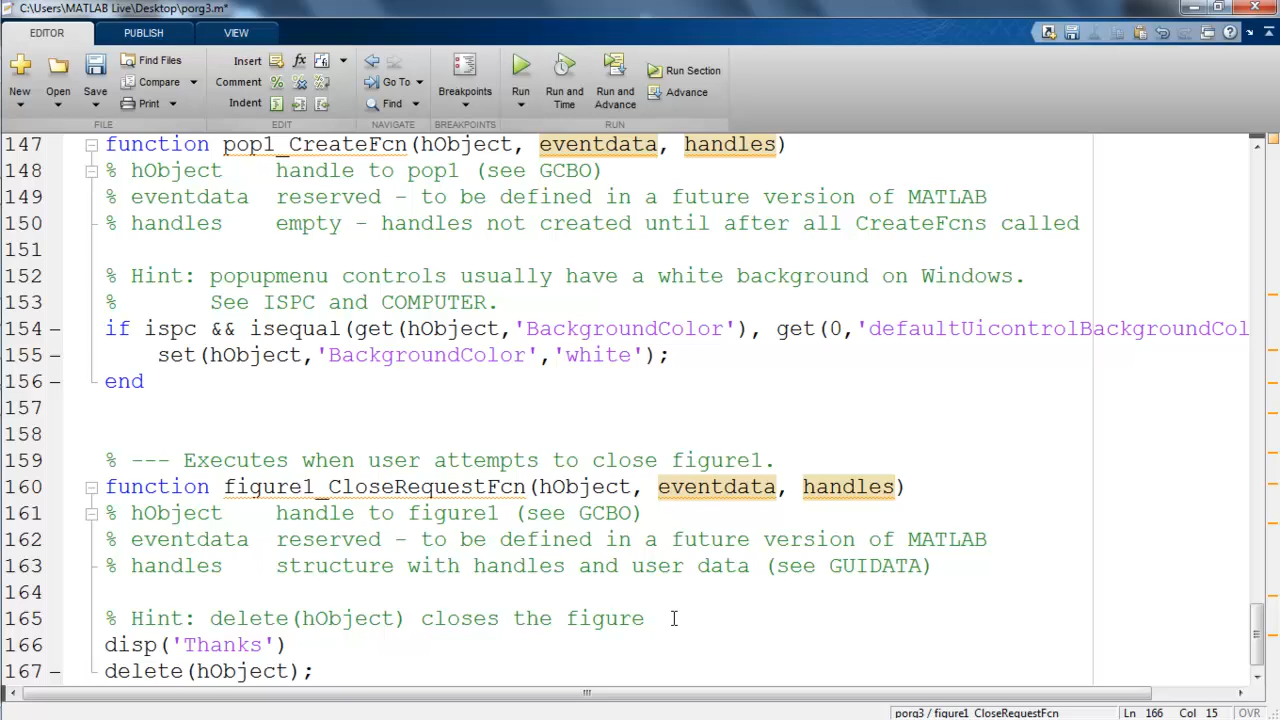 C:\Users\MATLAB Live\Desktop\porg3.m*
EDITOR PUBLISH VIEW
Find Files Insert fx Run Section
Compare Comment % Go To Advance
New Open Save Print Indent Find Breakpoints Run Run and Time Run and Advance
FILE EDIT NAVIGATE BREAKPOINTS RUN
147 function pop1_CreateFcn(hObject, eventdata, handles)
148 % hObject    handle to pop1 (see GCBO)
149 % eventdata  reserved - to be defined in a future version of MATLAB
150 % handles    empty - handles not created until after all CreateFcns called
151
152 % Hint: popupmenu controls usually have a white background on Windows.
153 %       See ISPC and COMPUTER.
154 – if ispc && isequal(get(hObject,'BackgroundColor'), get(0,'defaultUicontrolBackgroundCol
155 –     set(hObject,'BackgroundColor','white');
156 – end
157
158
159 % --- Executes when user attempts to close figure1.
160 function figure1_CloseRequestFcn(hObject, eventdata, handles)
161 % hObject    handle to figure1 (see GCBO)
162 % eventdata  reserved - to be defined in a future version of MATLAB
163 % handles    structure with handles and user data (see GUIDATA)
164
165 % Hint: delete(hObject) closes the figure
166 disp('Thanks')
167 – delete(hObject);
porg3 / figure1_CloseRequestFcn Ln 166 Col 15 OVR